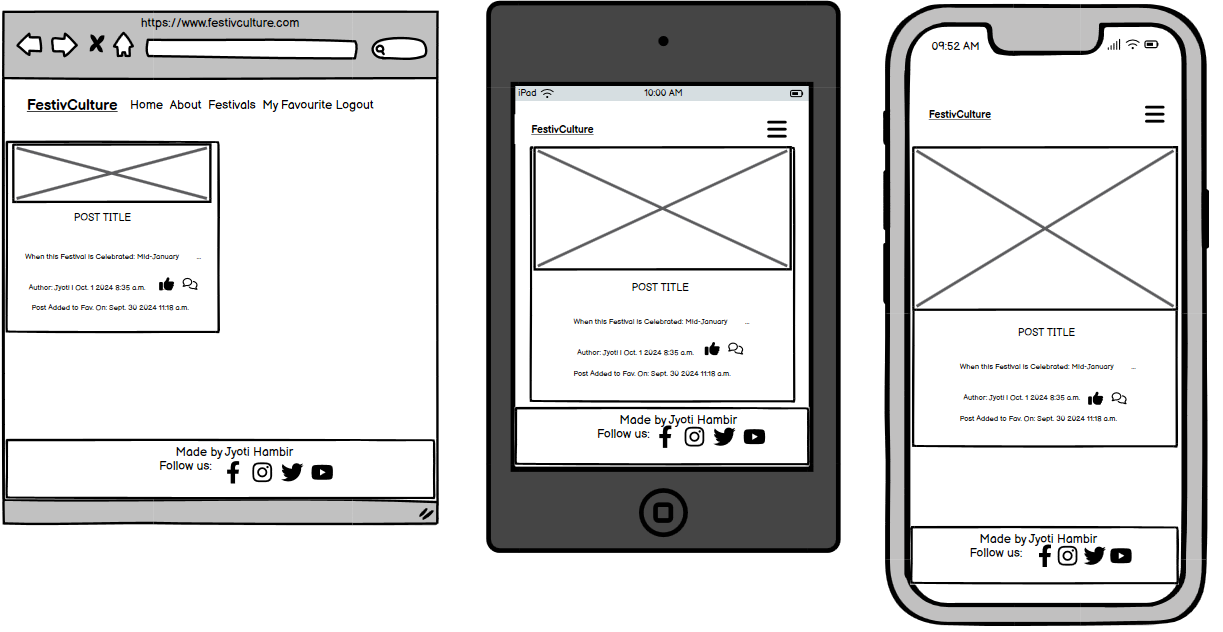 https://www.festivculture.com
FestivCulture Home About Festivals My Favourite Logout
POST TITLE
When this Festival is Celebrated: Mid-January ...
Author: Jyoti | Oct. 1 2024 8:35 a.m.
Post Added to Fav. On: Sept. 30 2024 11:18 a.m.
Made by Jyoti Hambir
Follow us:
iPad 10:00 AM
FestivCulture
POST TITLE
When this Festival is Celebrated: Mid-January ...
Author: Jyoti | Oct. 1 2024 8:35 a.m.
Post Added to Fav. On: Sept. 30 2024 11:18 a.m.
Made by Jyoti Hambir
Follow us:
09:52 AM
FestivCulture
POST TITLE
When this Festival is Celebrated: Mid-January ...
Author: Jyoti | Oct. 1 2024 8:35 a.m.
Post Added to Fav. On: Sept. 30 2024 11:18 a.m.
Made by Jyoti Hambir
Follow us: